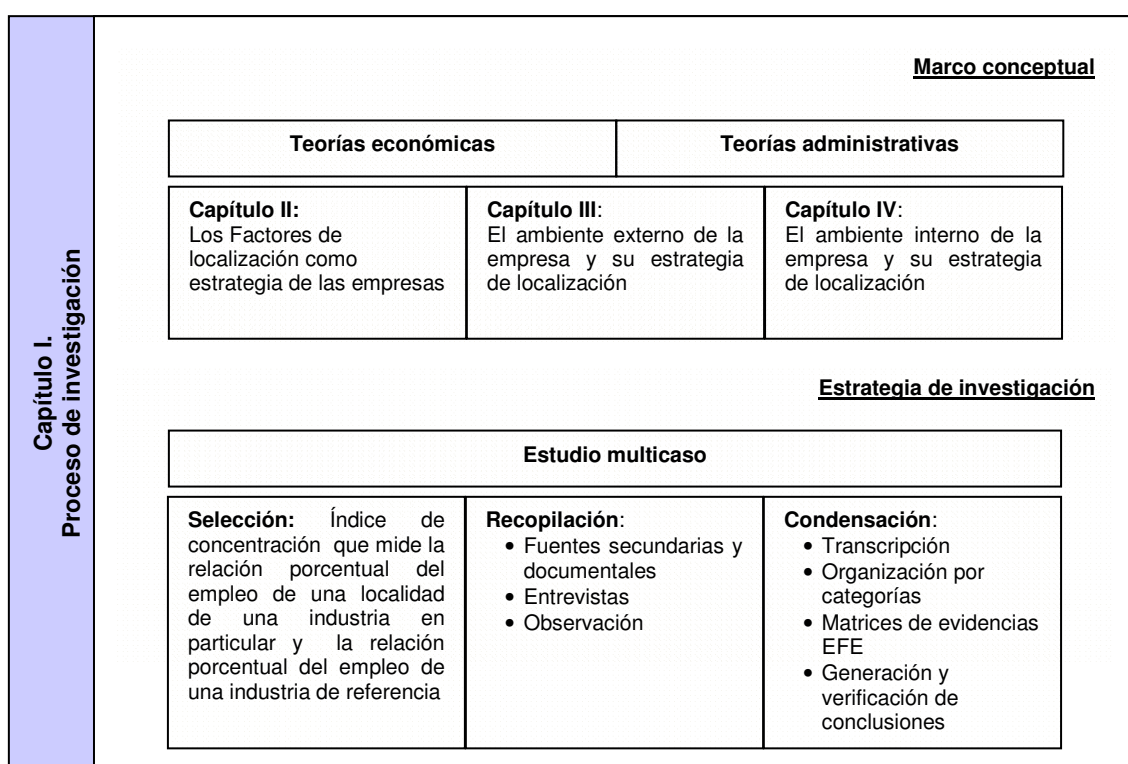 Capítulo I.
Proceso de investigación
Marco conceptual
Teorías económicas
Teorías administrativas
Capítulo II:
Los Factores de
localización como
estrategia de las empresas
Capítulo III:
El ambiente externo de la
empresa y su estrategia
de localización
Capítulo IV:
El ambiente interno de la
empresa y su estrategia
de localización
Estrategia de investigación
Estudio multicaso
Selección: Índice de
concentración que mide la
relación porcentual del
empleo de una localidad
de una industria en
particular y la relación
porcentual del empleo de
una industria de referencia
Recopilación:
• Fuentes secundarias y
documentales
• Entrevistas
• Observación
Condensación:
• Transcripción
• Organización por
categorías
• Matrices de evidencias
EFE
• Generación y
verificación de
conclusiones